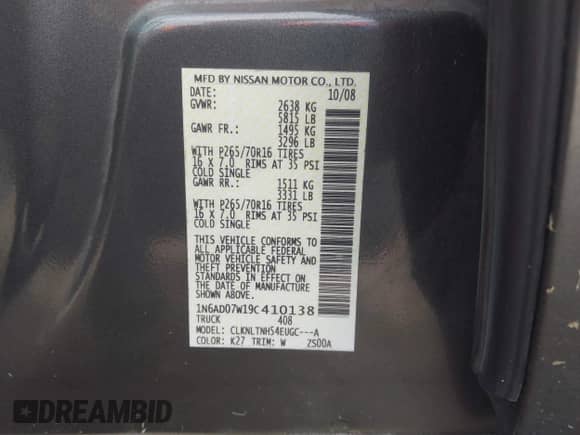 MFD BY NISSAN MOTOR CO., LTD.
DATE: 10/08
GVWR: 2638 KG
5815 LB
GAWR FR.: 1495 KG
3296 LB
WITH P265/70R16 TIRES
16 X 7.0 RIMS AT 35 PSI
COLD SINGLE
GAWR RR.: 1511 KG
3331 LB
WITH P265/70R16 TIRES
16 X 7.0 RIMS AT 35 PSI
COLD SINGLE
THIS VEHICLE CONFORMS TO
ALL APPLICABLE FEDERAL
MOTOR VEHICLE SAFETY AND
THEFT PREVENTION
STANDARDS IN EFFECT ON
THE DATE OF MANUFACTURE
SHOWN ABOVE
1N6AD07W19C410138
TRUCK 408
MODEL: CLKNLTNH54EUGC---A
COLOR: K27 TRIM: W ZS00A
DREAMBID